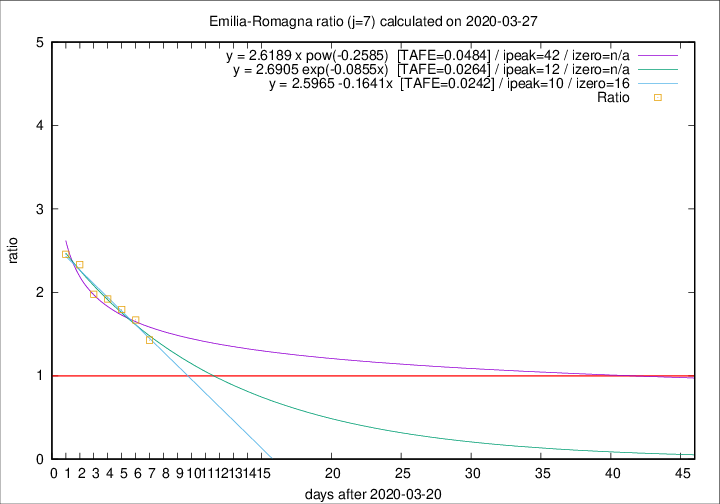 Emilia-Romagna ratio (j=7) calculated on 2020-03-27
y = 2.6189 x pow(-0.2585) [TAFE=0.0484] / ipeak=42 / izero=n/a
y = 2.6905 exp(-0.0855x) [TAFE=0.0264] / ipeak=12 / izero=n/a
y = 2.5965 -0.1641x [TAFE=0.0242] / ipeak=10 / izero=16
Ratio
5
4
3
2
1
0
ratio
0 1 2 3 4 5 6 7 8 9 10 11 12 13 14 15 20 25 30 35 40 45
days after 2020-03-20